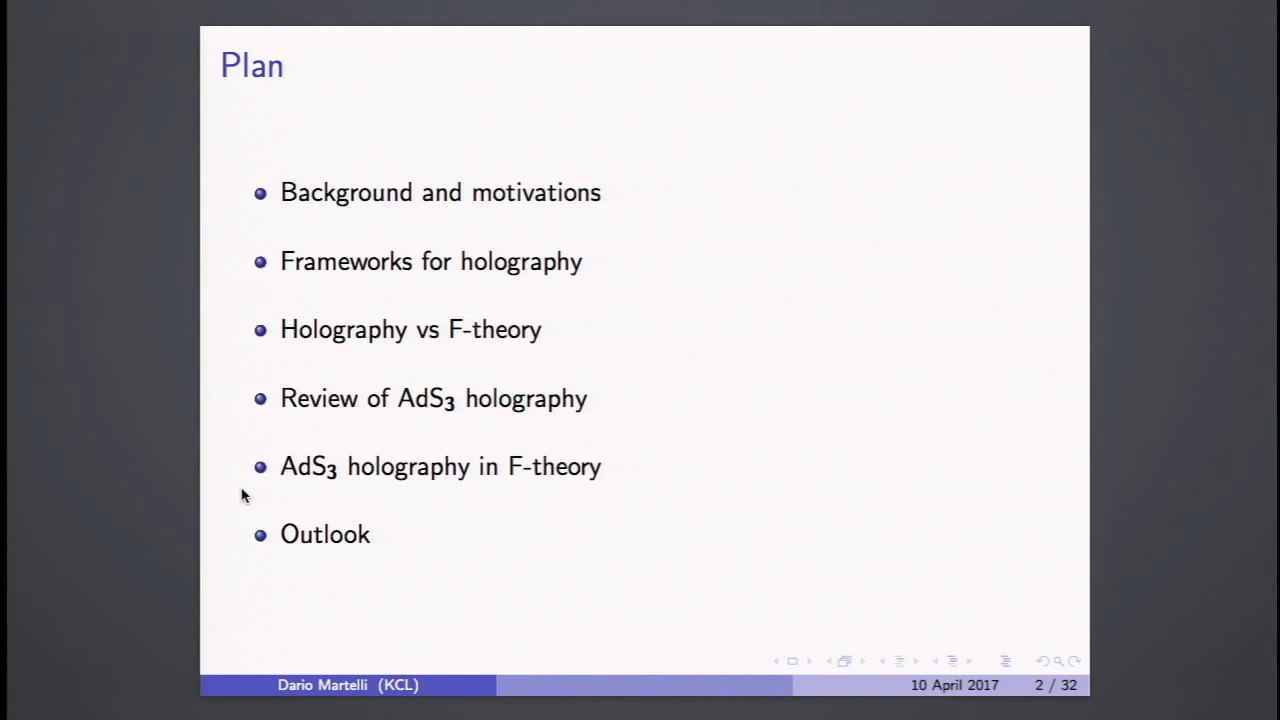 Plan
Background and motivations
Frameworks for holography
Holography vs F-theory
Review of AdS₃ holography
AdS₃ holography in F-theory
Outlook
Dario Martelli (KCL)
10 April 2017
2 / 32